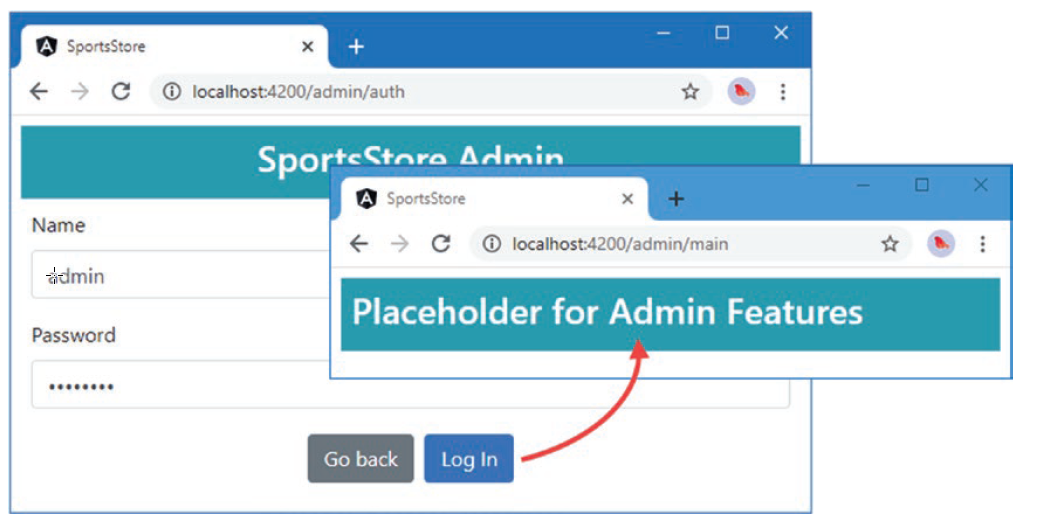 SportsStore
localhost:4200/admin/auth
SportsStore Admin
Name
admin
Password
••••••••
Go back
Log In
SportsStore
localhost:4200/admin/main
Placeholder for Admin Features